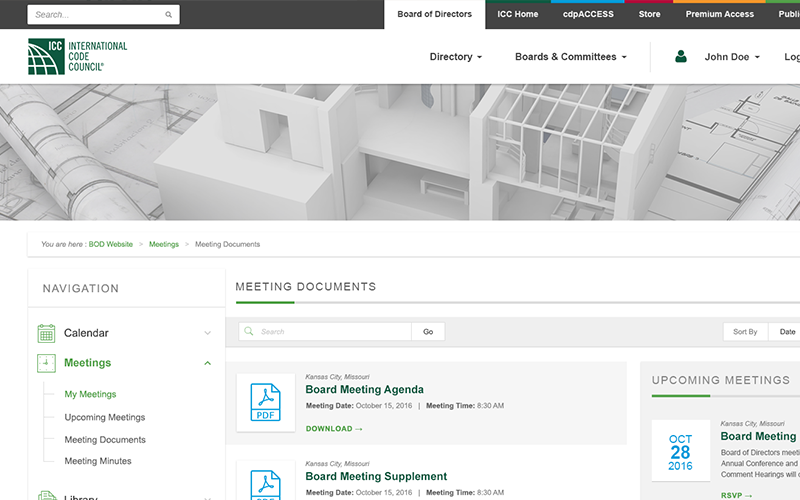 Search...
Board of Directors
ICC Home
cdpACCESS
Store
Premium Access
Publi
ICC INTERNATIONAL
CODE
COUNCIL®
Directory
Boards & Committees
John Doe
Log
You are here : BOD Website > Meetings > Meeting Documents
NAVIGATION
Calendar
Meetings
My Meetings
Upcoming Meetings
Meeting Documents
Meeting Minutes
Library
MEETING DOCUMENTS
Search
Go
Sort By
Date
PDF
Kansas City, Missouri
Board Meeting Agenda
Meeting Date: October 15, 2016 | Meeting Time: 8:30 AM
DOWNLOAD →
Kansas City, Missouri
Board Meeting Supplement
Meeting Date: October 15, 2016 | Meeting Time: 8:30 AM
PDF
UPCOMING MEETINGS
OCT
28
2016
Kansas City, Missouri
Board Meeting
Board of Directors meeti
Annual Conference and
Comment Hearings will c
RSVP →